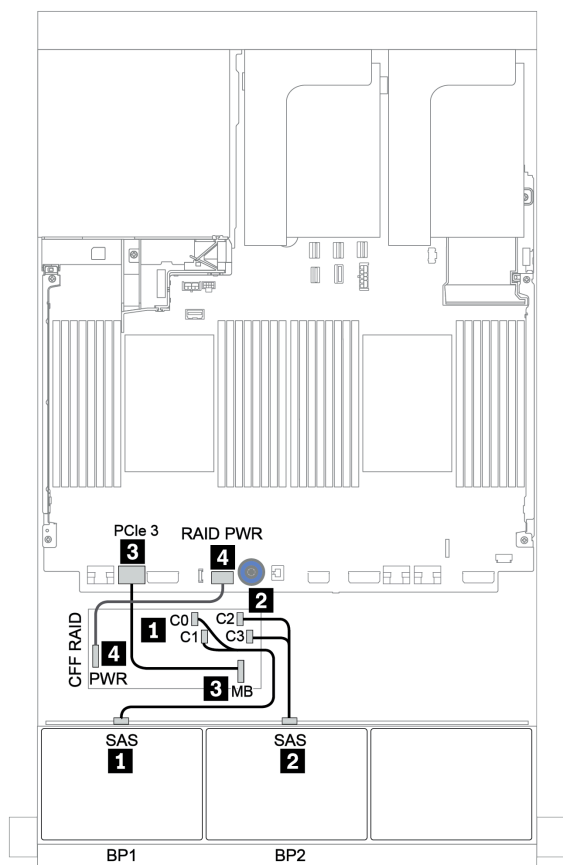 PCIe 3
RAID PWR
3
4
2
1
C0
C2
C1
C3
CFF RAID
4
PWR
3
MB
SAS
SAS
1
2
BP1
BP2